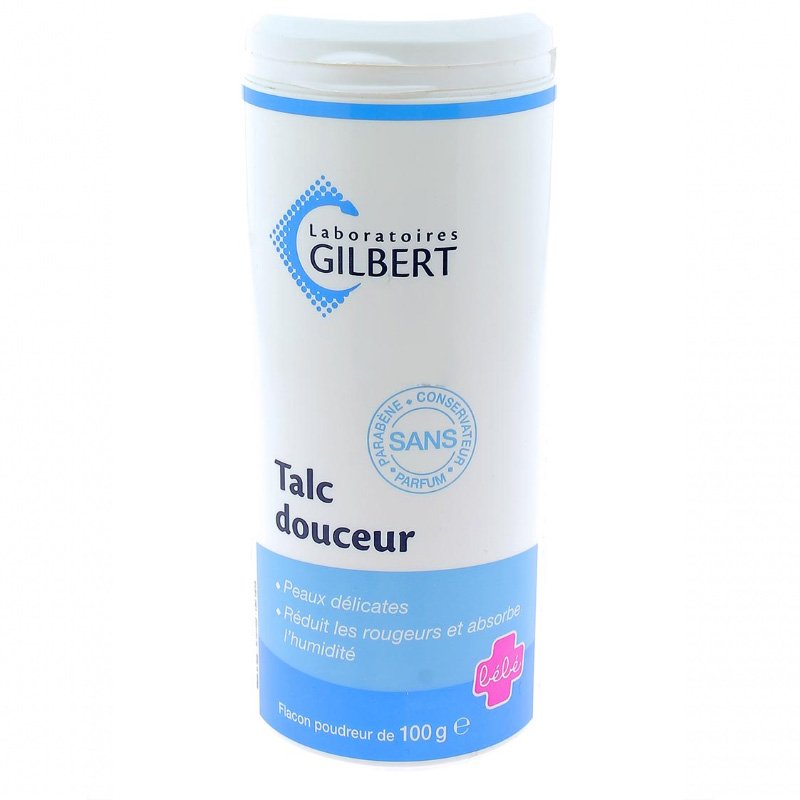 Laboratoires
GILBERT
PARABÈNE • CONSERVATEUR • PARFUM •
SANS
Talc
douceur
• Peaux délicates
• Réduit les rougeurs et absorbe
l'humidité
bébé
Flacon poudreur de 100 g ℮